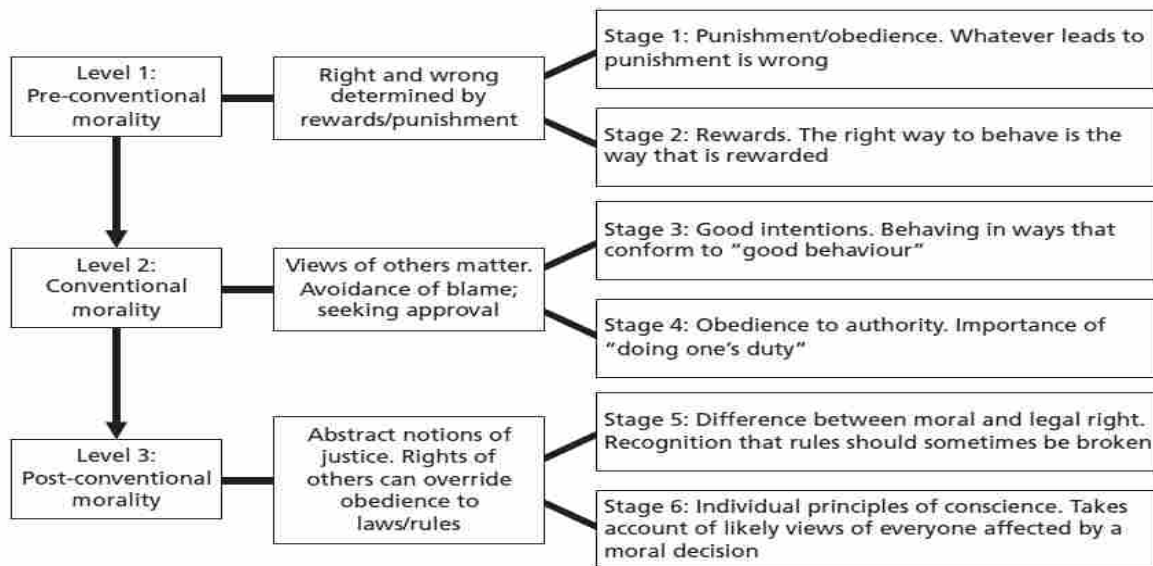 Level 1:
Pre-conventional
morality
Right and wrong
determined by
rewards/punishment
Stage 1: Punishment/obedience. Whatever leads to
punishment is wrong
Stage 2: Rewards. The right way to behave is the
way that is rewarded
Level 2:
Conventional
morality
Views of others matter.
Avoidance of blame;
seeking approval
Stage 3: Good intentions. Behaving in ways that
conform to “good behaviour”
Stage 4: Obedience to authority. Importance of
“doing one’s duty”
Level 3:
Post-conventional
morality
Abstract notions of
justice. Rights of
others can override
obedience to
laws/rules
Stage 5: Difference between moral and legal right.
Recognition that rules should sometimes be broken
Stage 6: Individual principles of conscience. Takes
account of likely views of everyone affected by a
moral decision